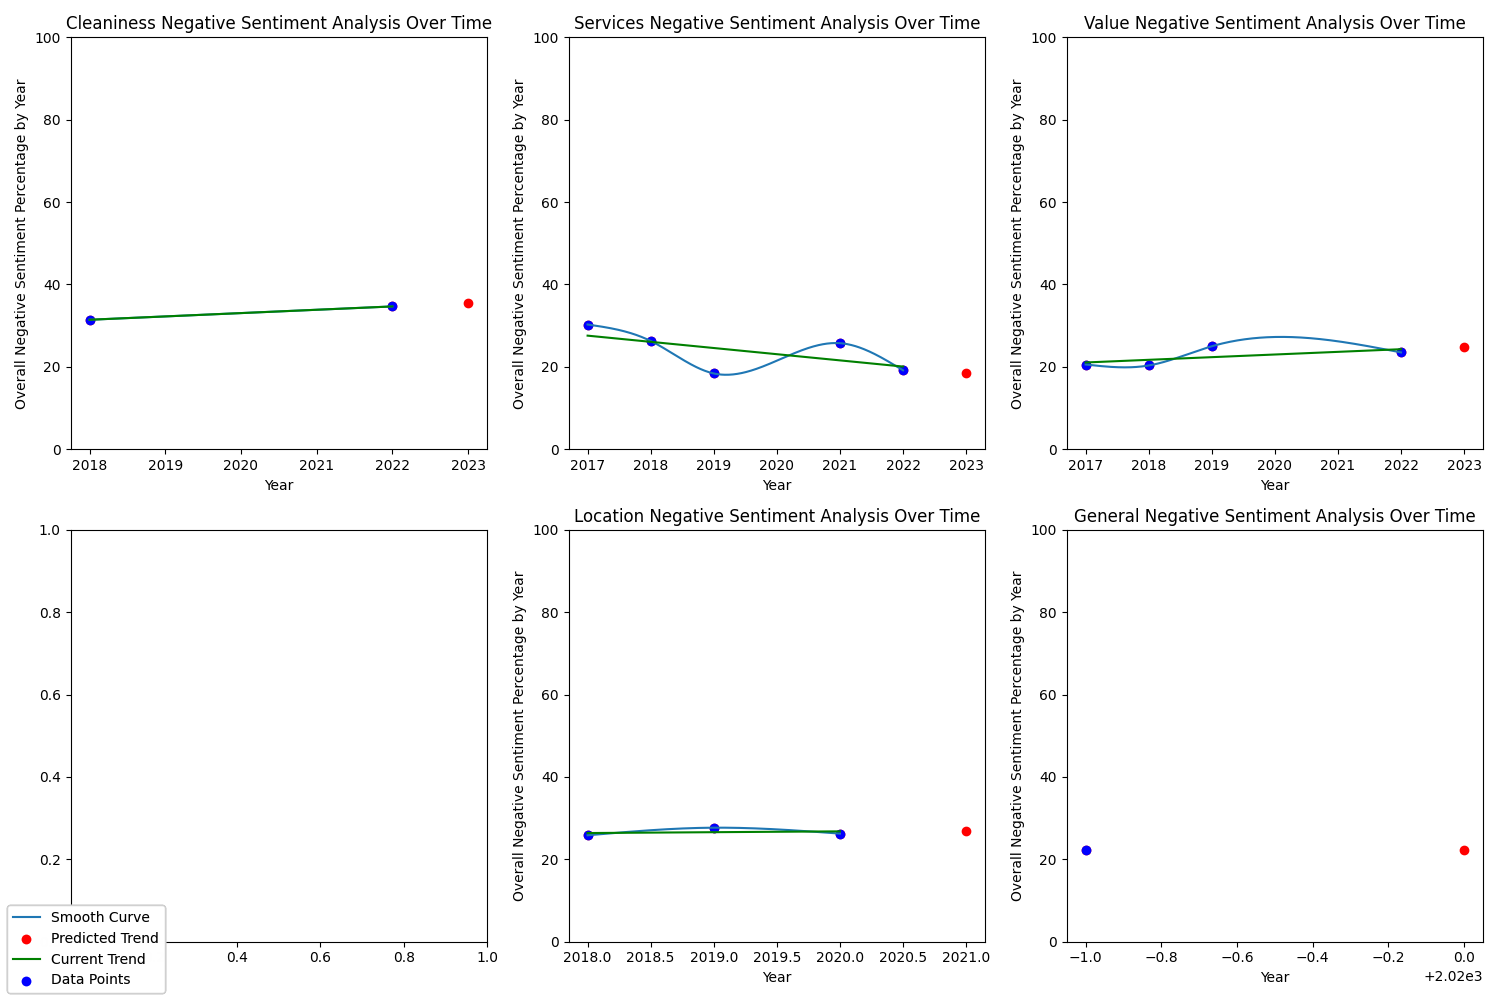 Cleaniness Negative Sentiment Analysis Over Time
Overall Negative Sentiment Percentage by Year
100
80
60
40
20
0
2018 2019 2020 2021 2022 2023
Year
Services Negative Sentiment Analysis Over Time
Overall Negative Sentiment Percentage by Year
100
80
60
40
20
0
2017 2018 2019 2020 2021 2022 2023
Year
Value Negative Sentiment Analysis Over Time
Overall Negative Sentiment Percentage by Year
100
80
60
40
20
0
2017 2018 2019 2020 2021 2022 2023
Year
1.0
0.8
0.6
0.4
0.2
0.4 0.6 0.8 1.0
Smooth Curve
Predicted Trend
Current Trend
Data Points
Location Negative Sentiment Analysis Over Time
Overall Negative Sentiment Percentage by Year
100
80
60
40
20
0
2018.0 2018.5 2019.0 2019.5 2020.0 2020.5 2021.0
Year
General Negative Sentiment Analysis Over Time
Overall Negative Sentiment Percentage by Year
100
80
60
40
20
0
−1.0 −0.8 −0.6 −0.4 −0.2 0.0
Year
+2.02e3